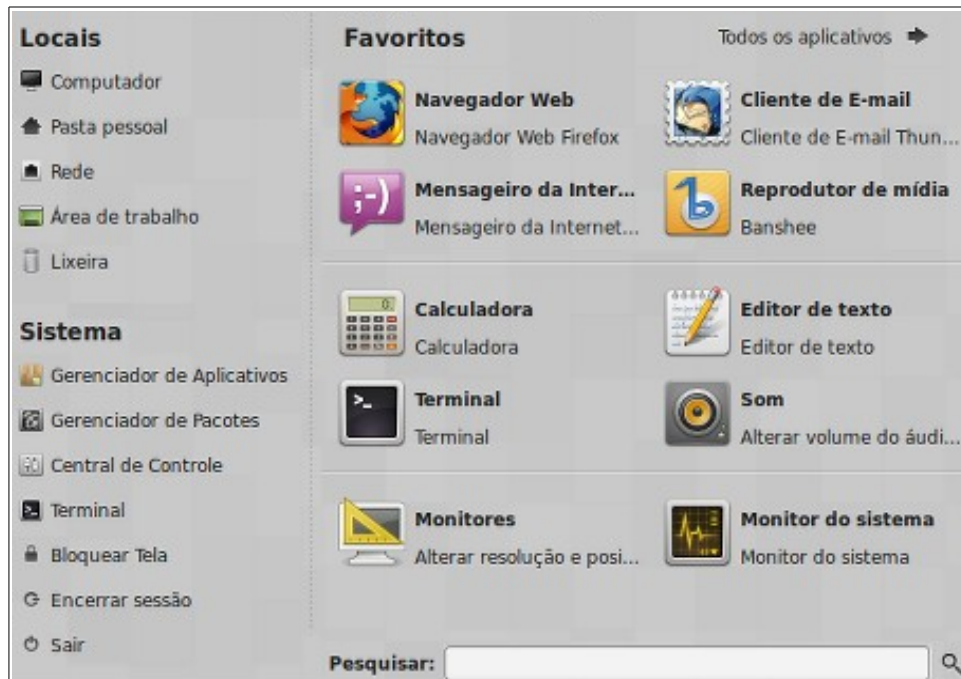 Locais
Computador
Pasta pessoal
Rede
Área de trabalho
Lixeira
Sistema
Gerenciador de Aplicativos
Gerenciador de Pacotes
Central de Controle
Terminal
Bloquear Tela
Encerrar sessão
Sair
Favoritos
Todos os aplicativos
Navegador Web
Navegador Web Firefox
Cliente de E-mail
Cliente de E-mail Thun...
Mensageiro da Inter...
Mensageiro da Internet...
Reprodutor de mídia
Banshee
Calculadora
Calculadora
Editor de texto
Editor de texto
Terminal
Terminal
Som
Alterar volume do áudi...
Monitores
Alterar resolução e posi...
Monitor do sistema
Monitor do sistema
Pesquisar: